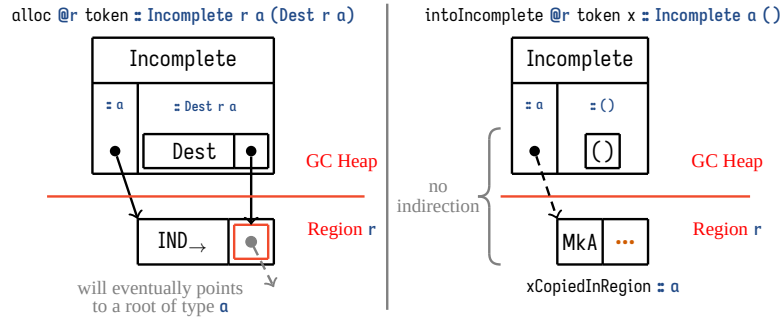 alloc @r token :: Incomplete r a (Dest r a)
Incomplete
:: a
:: Dest r a
Dest
GC Heap
IND→
Region r
will eventually points
to a root of type a
intoIncomplete @r token x :: Incomplete a ()
Incomplete
:: a
:: ()
()
GC Heap
no
indirection
Region r
MkA
⋯
xCopiedInRegion :: a